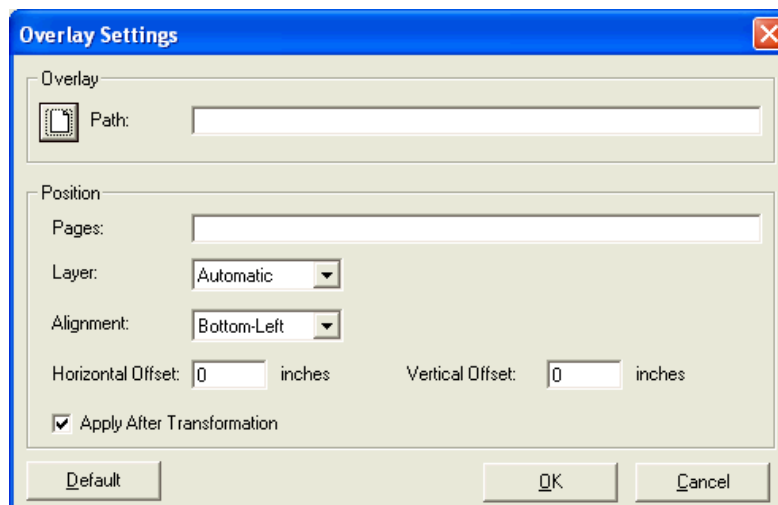 Overlay Settings
Overlay
Path:
Position
Pages:
Layer: Automatic
Alignment: Bottom-Left
Horizontal Offset: 0 inches Vertical Offset: 0 inches
Apply After Transformation
Default OK Cancel